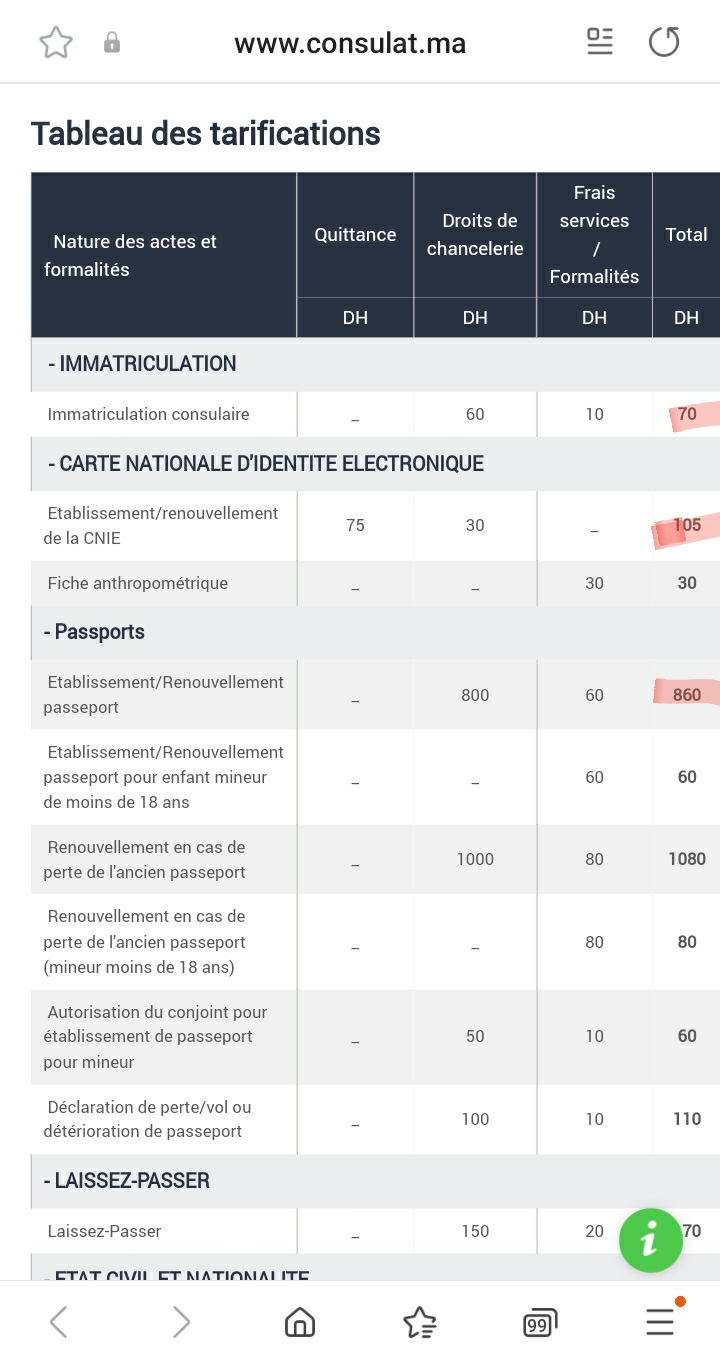 www.consulat.ma
Tableau des tarifications
Nature des actes et formalités Quittance Droits de chancelerie Frais services / Formalités Total
DH DH DH DH
- IMMATRICULATION
Immatriculation consulaire _ 60 10 70
- CARTE NATIONALE D'IDENTITE ELECTRONIQUE
Etablissement/renouvellement de la CNIE 75 30 _ 105
Fiche anthropométrique _ _ 30 30
- Passports
Etablissement/Renouvellement passeport _ 800 60 860
Etablissement/Renouvellement passeport pour enfant mineur de moins de 18 ans _ _ 60 60
Renouvellement en cas de perte de l'ancien passeport _ 1000 80 1080
Renouvellement en cas de perte de l'ancien passeport (mineur moins de 18 ans) _ _ 80 80
Autorisation du conjoint pour établissement de passeport pour mineur _ 50 10 60
Déclaration de perte/vol ou détérioration de passeport _ 100 10 110
- LAISSEZ-PASSER
Laissez-Passer _ 150 20 70
- ETAT CIVIL ET NATIONALITE
i
99